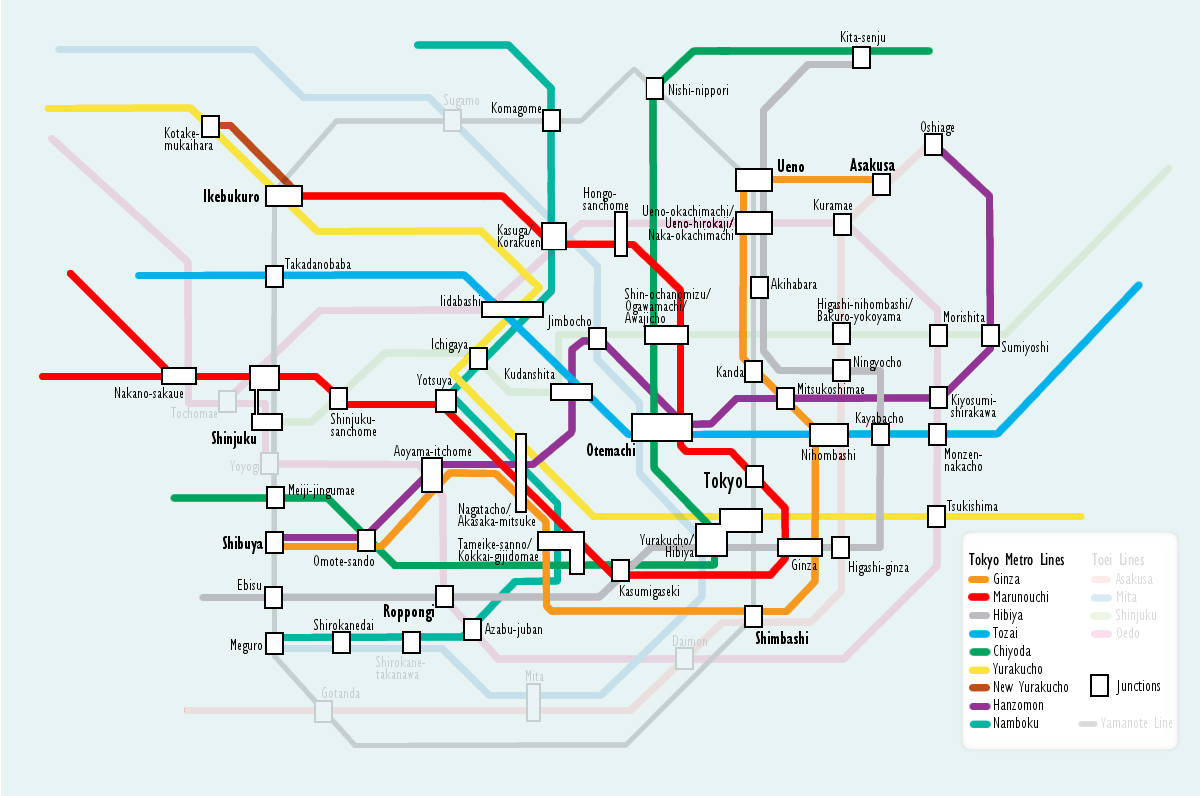 Kita-senju
Sugamo
Komagome
Nishi-nippori
Kotake-
mukaihara
Oshiage
Ueno
Asakusa
Ikebukuro
Hongo-
sanchome
Kasuga/
Korakuen
Ueno-okachimachi/
Ueno-hirokaji/
Naka-okachimachi
Kuramae
Takadanobaba
Akihabara
Iidabashi
Shin-ochanomizu/
Ogawamachi/
Awajicho
Jimbocho
Higashi-nihombashi/
Bakuro-yokoyama
Morishita
Sumiyoshi
Ichigaya
Kudanshita
Kanda
Ningyocho
Yotsuya
Mitsukoshimae
Nakano-sakaue
Tochomae
Shinjuku-
sanchome
Kiyosumi-
shirakawa
Kayabacho
Shinjuku
Otemachi
Nihombashi
Monzen-
nakacho
Aoyama-itchome
Yoyogi
Tokyo
Meiji-jingumae
Nagatacho/
Akasaka-mitsuke
Tsukishima
Shibuya
Omote-sando
Tameike-sanno/
Kokkai-gijidomae
Yurakucho/
Hibiya
Ginza
Higashi-ginza
Ebisu
Kasumigaseki
Roppongi
Meguro
Shirokanedai
Azabu-juban
Shimbashi
Shirokane-
takanawa
Daimon
Gotanda
Mita
Tokyo Metro Lines
Ginza
Marunouchi
Hibiya
Tozai
Chiyoda
Yurakucho
New Yurakucho
Hanzomon
Namboku
Toei Lines
Asakusa
Mita
Shinjuku
Oedo
Junctions
Yamanote Line